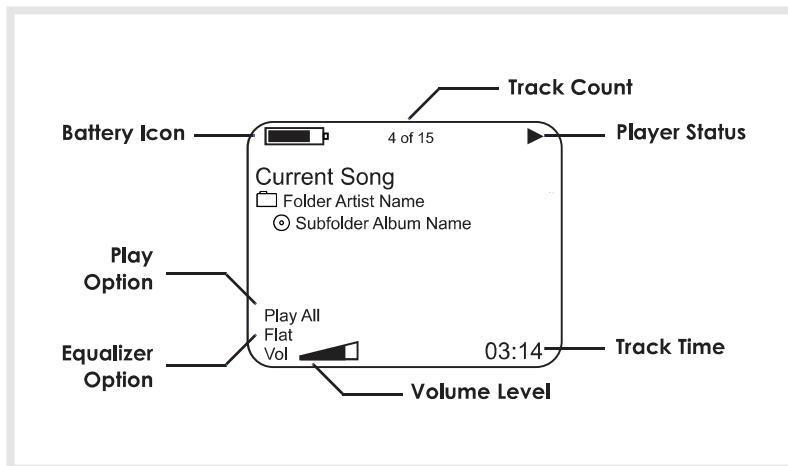 Track Count
Battery Icon
4 of 15
Player Status
Current Song
Folder Artist Name
Subfolder Album Name
Play
Option
Play All
Flat
Vol
03:14
Equalizer
Option
Track Time
Volume Level